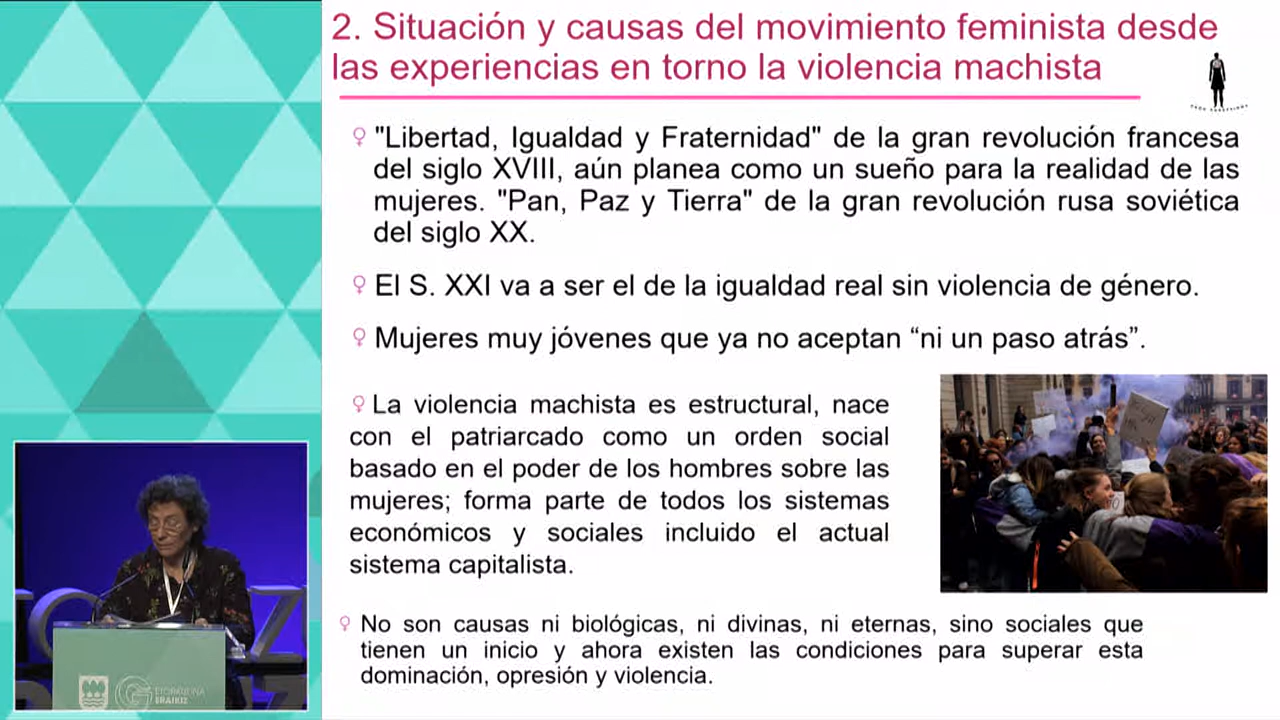 2. Situación y causas del movimiento feminista desde
las experiencias en torno la violencia machista
"Libertad, Igualdad y Fraternidad" de la gran revolución francesa
del siglo XVIII, aún planea como un sueño para la realidad de las
mujeres. "Pan, Paz y Tierra" de la gran revolución rusa soviética
del siglo XX.
El S. XXI va a ser el de la igualdad real sin violencia de género.
Mujeres muy jóvenes que ya no aceptan “ni un paso atrás”.
La violencia machista es estructural, nace
con el patriarcado como un orden social
basado en el poder de los hombres sobre las
mujeres; forma parte de todos los sistemas
económicos y sociales incluido el actual
sistema capitalista.
No son causas ni biológicas, ni divinas, ni eternas, sino sociales que
tienen un inicio y ahora existen las condiciones para superar esta
dominación, opresión y violencia.
ETORKIZUNA
ERAIKIZ